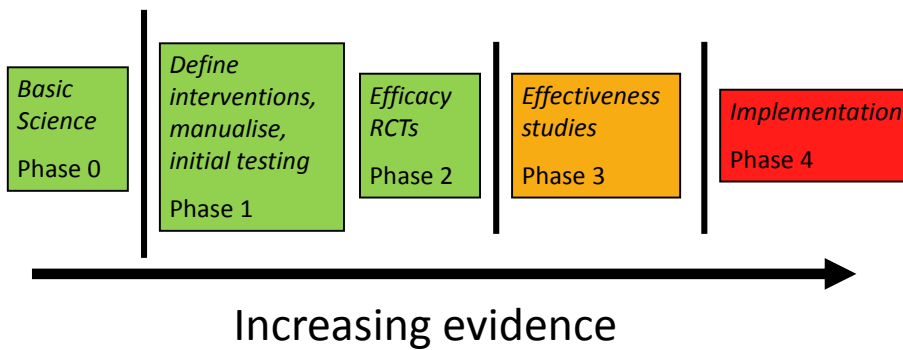 Basic
Science
Phase 0
Define
interventions,
manualise,
initial testing
Phase 1
Efficacy
RCTs
Phase 2
Effectiveness
studies
Phase 3
Implementation
Phase 4
Increasing evidence